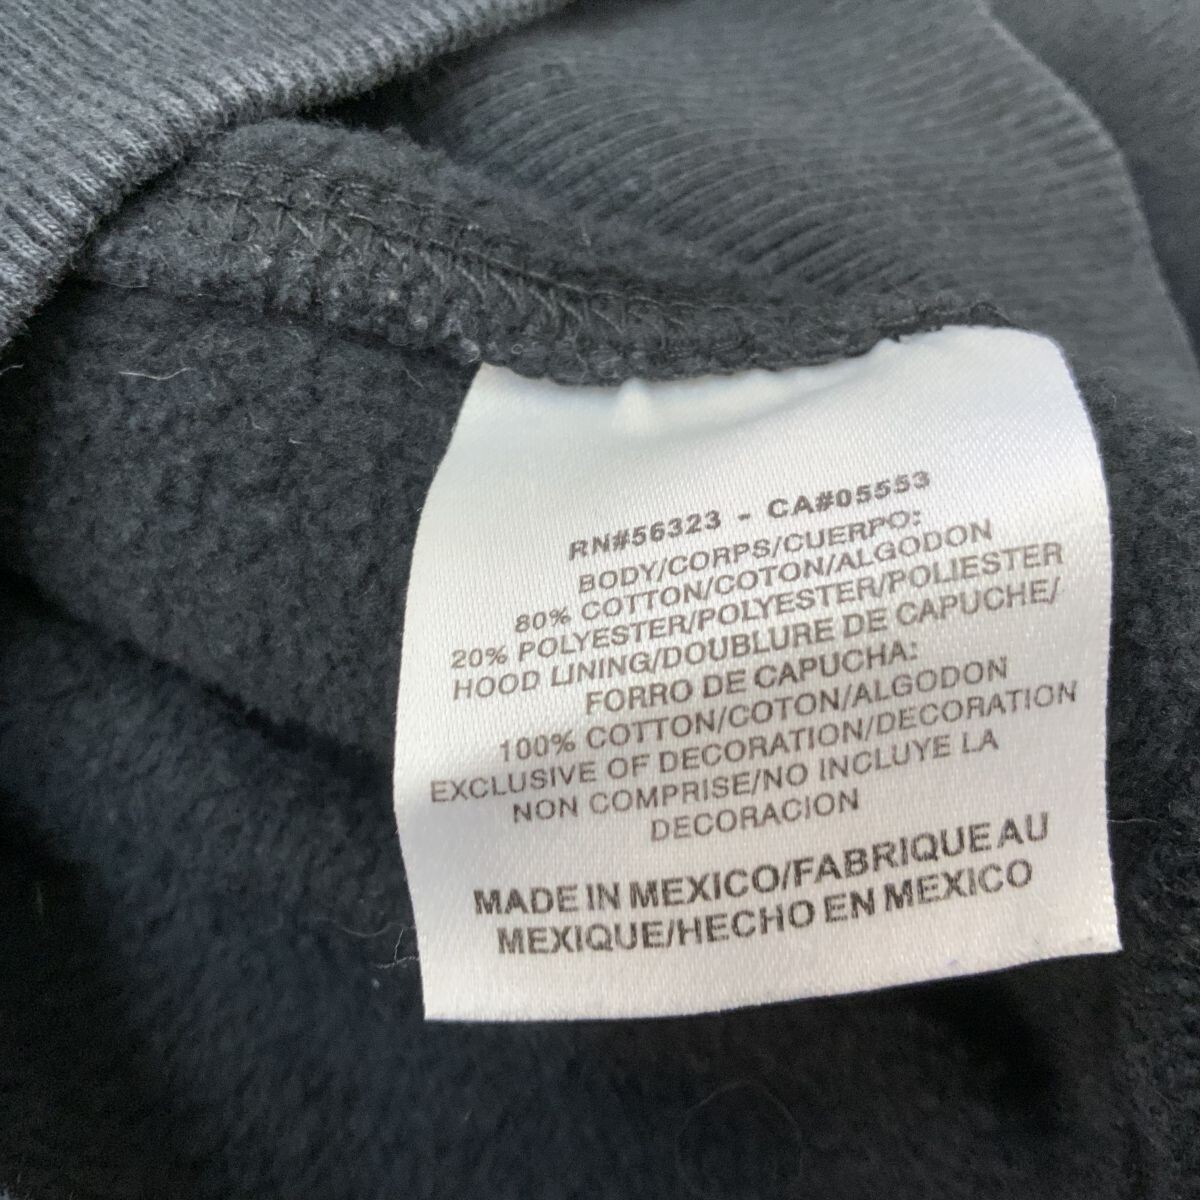 RN#56323 - CA#05553
BODY/CORPS/CUERPO:
80% COTTON/COTON/ALGODON
20% POLYESTER/POLYESTER/POLIESTER
HOOD LINING/DOUBLURE DE CAPUCHE/
FORRO DE CAPUCHA:
100% COTTON/COTON/ALGODON
EXCLUSIVE OF DECORATION/DECORATION
NON COMPRISE/NO INCLUYE LA
DECORACION
MADE IN MEXICO/FABRIQUE AU
MEXIQUE/HECHO EN MEXICO